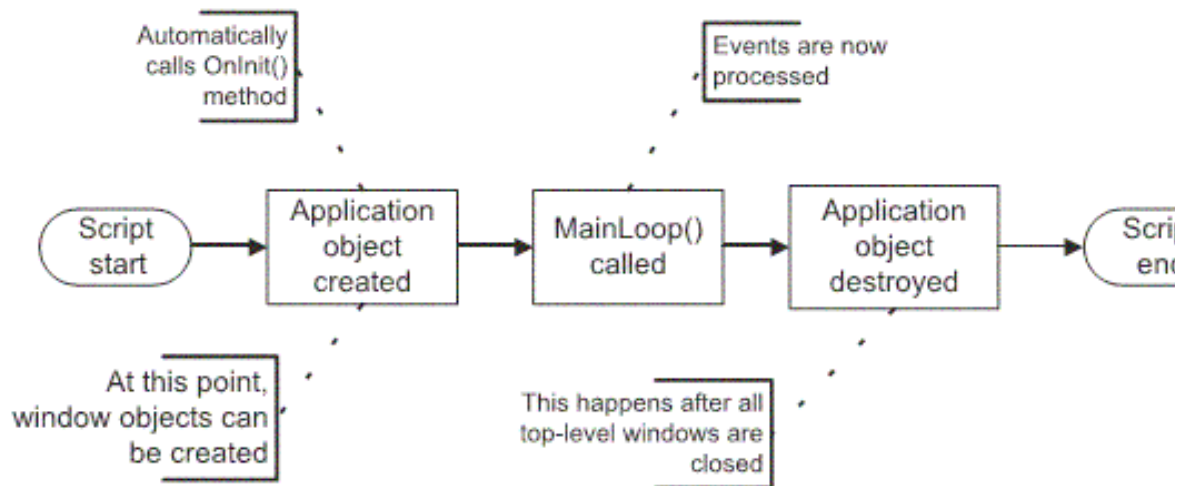 Automatically
calls OnInit()
method
Events are now
processed
Script
start
Application
object
created
MainLoop()
called
Application
object
destroyed
At this point,
window objects can
be created
This happens after all
top-level windows are
closed